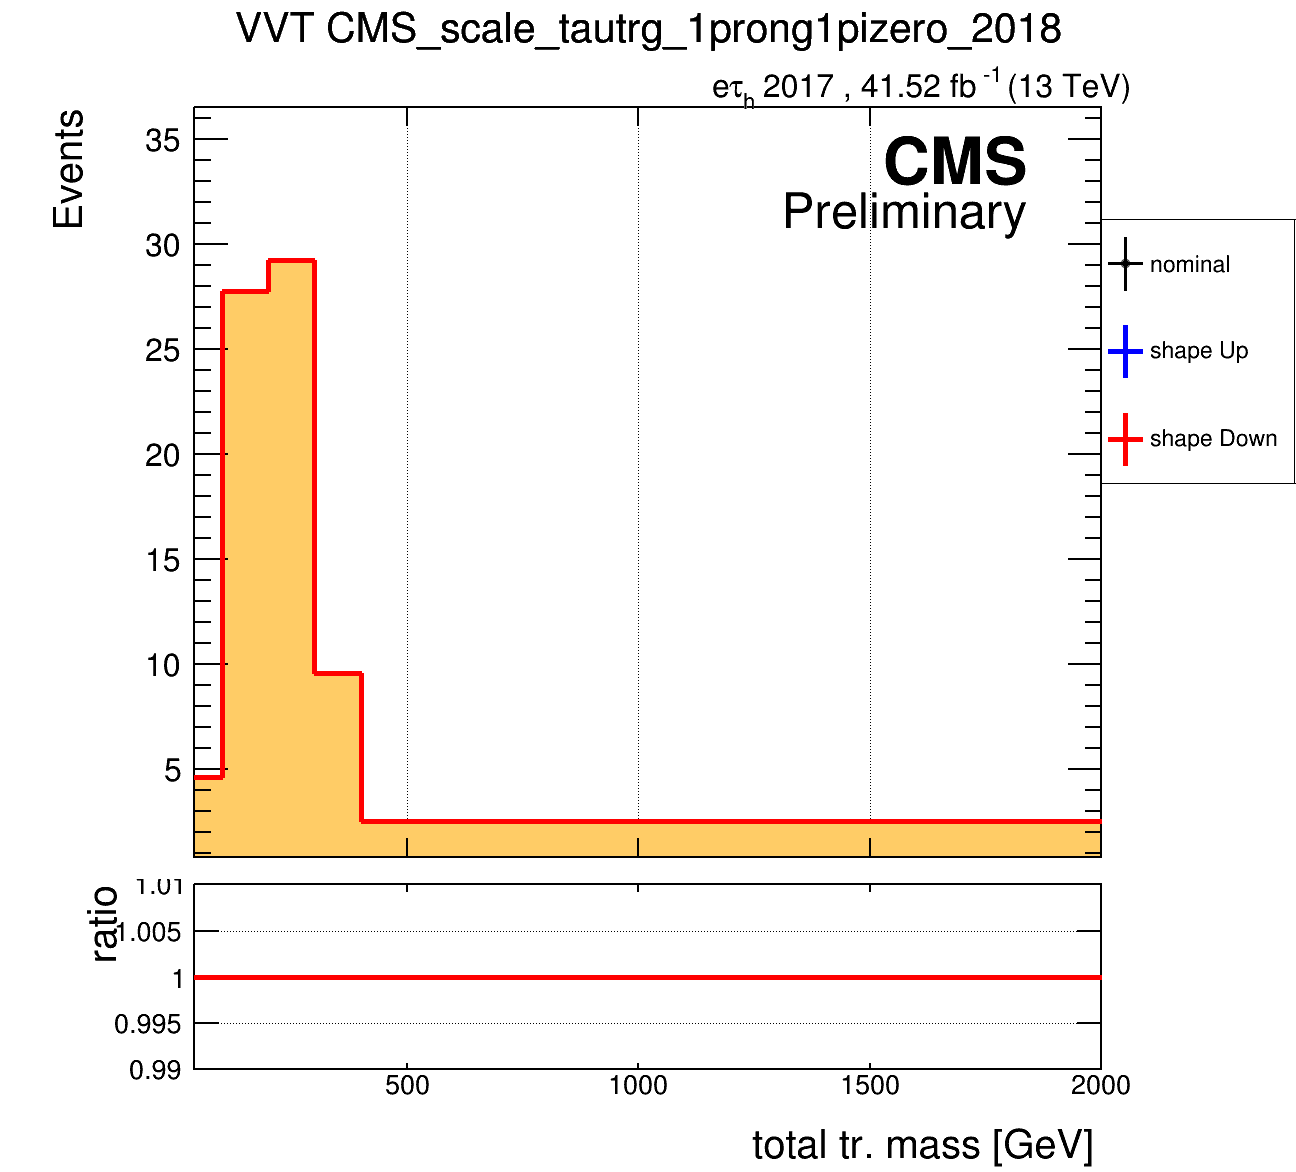 VVT CMS_scale_tautrg_1prong1pizero_2018
eτh 2017 , 41.52 fb -1 (13 TeV)
Events
35
30
25
20
15
10
5
CMS
Preliminary
nominal
shape Up
shape Down
ratio
1.01
1.005
1
0.995
0.99
500 1000 1500 2000
total tr. mass [GeV]